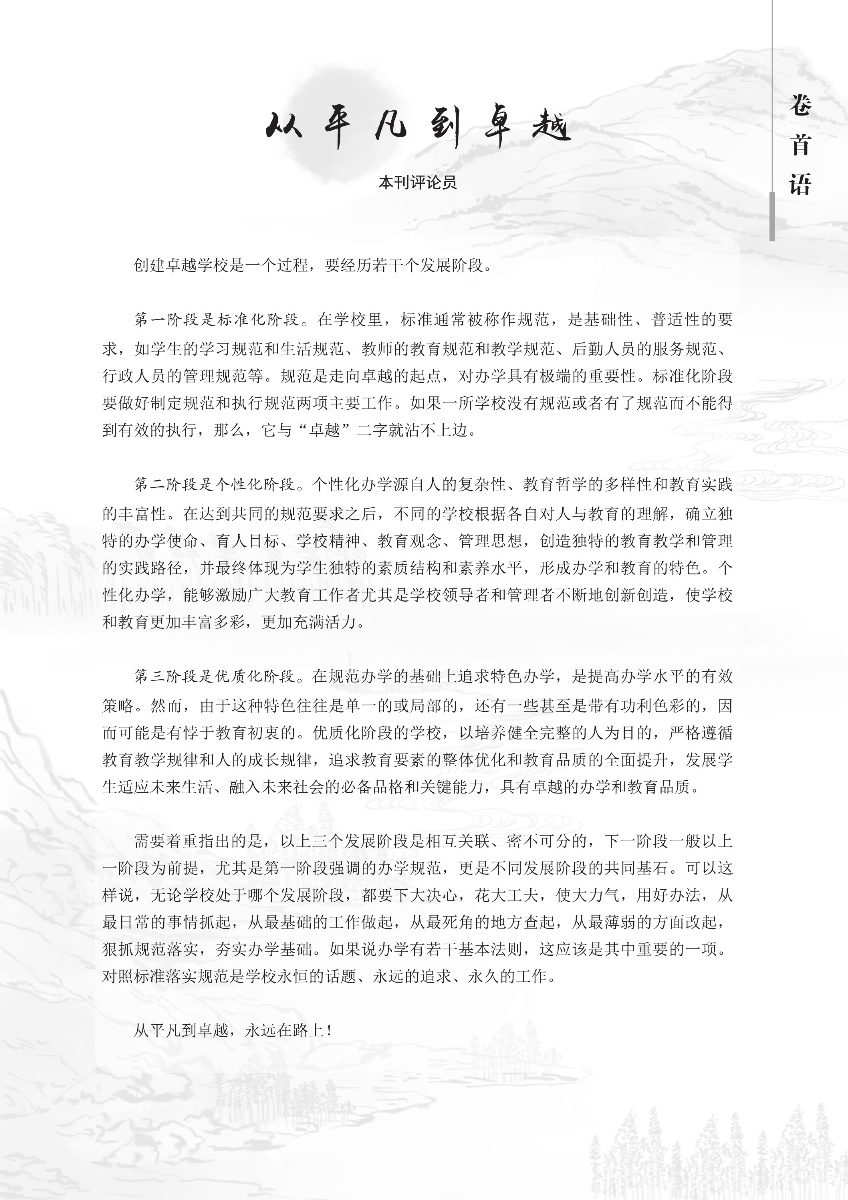 卷首语
从平凡到卓越
本刊评论员
创建卓越学校是一个过程，要经历若干个发展阶段。
第一阶段是标准化阶段。在学校里，标准通常被称作规范，是基础性、普适性的要
求，如学生的学习规范和生活规范、教师的教育规范和教学规范、后勤人员的服务规范、
行政人员的管理规范等。规范是走向卓越的起点，对办学具有极端的重要性。标准化阶段
要做好制定规范和执行规范两项主要工作。如果一所学校没有规范或者有了规范而不能得
到有效的执行，那么，它与“卓越”二字就沾不上边。
第二阶段是个性化阶段。个性化办学源自人的复杂性、教育哲学的多样性和教育实践
的丰富性。在达到共同的规范要求之后，不同的学校根据各自对人与教育的理解，确立独
特的办学使命、育人目标、学校精神、教育观念、管理思想，创造独特的教育教学和管理
的实践路径，并最终体现为学生独特的素质结构和素养水平，形成办学和教育的特色。个
性化办学，能够激励广大教育工作者尤其是学校领导者和管理者不断地创新创造，使学校
和教育更加丰富多彩，更加充满活力。
第三阶段是优质化阶段。在规范办学的基础上追求特色办学，是提高办学水平的有效
策略。然而，由于这种特色往往是单一的或局部的，还有一些甚至是带有功利色彩的，因
而可能是有悖于教育初衷的。优质化阶段的学校，以培养健全完整的人为目的，严格遵循
教育教学规律和人的成长规律，追求教育要素的整体优化和教育品质的全面提升，发展学
生适应未来生活、融入未来社会的必备品格和关键能力，具有卓越的办学和教育品质。
需要着重指出的是，以上三个发展阶段是相互关联、密不可分的，下一阶段一般以上
一阶段为前提，尤其是第一阶段强调的办学规范，更是不同发展阶段的共同基石。可以这
样说，无论学校处于哪个发展阶段，都要下大决心，花大工夫，使大力气，用好办法，从
最日常的事情抓起，从最基础的工作做起，从最死角的地方查起，从最薄弱的方面改起，
狠抓规范落实，夯实办学基础。如果说办学有若干基本法则，这应该是其中重要的一项。
对照标准落实规范是学校永恒的话题、永远的追求、永久的工作。
从平凡到卓越，永远在路上！